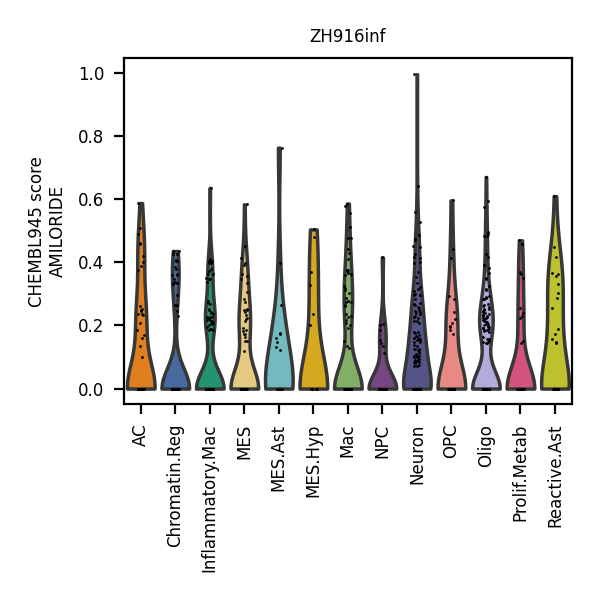 ZH916inf
CHEMBL945 score
AMILORIDE
1.0
0.8
0.6
0.4
0.2
0.0
AC
Chromatin.Reg
Inflammatory.Mac
MES
MES.Ast
MES.Hyp
Mac
NPC
Neuron
OPC
Oligo
Prolif.Metab
Reactive.Ast